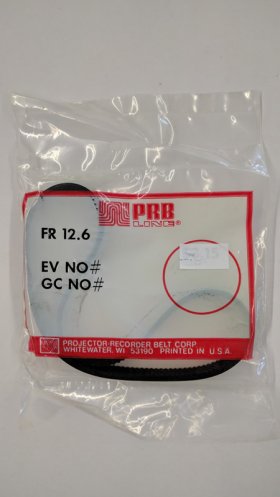 PRB
LINE®
FR 12.6
EV NO#
GC NO#
PROJECTOR-RECORDER BELT CORP
WHITEWATER, WI 53190 PRINTED IN U.S.A.